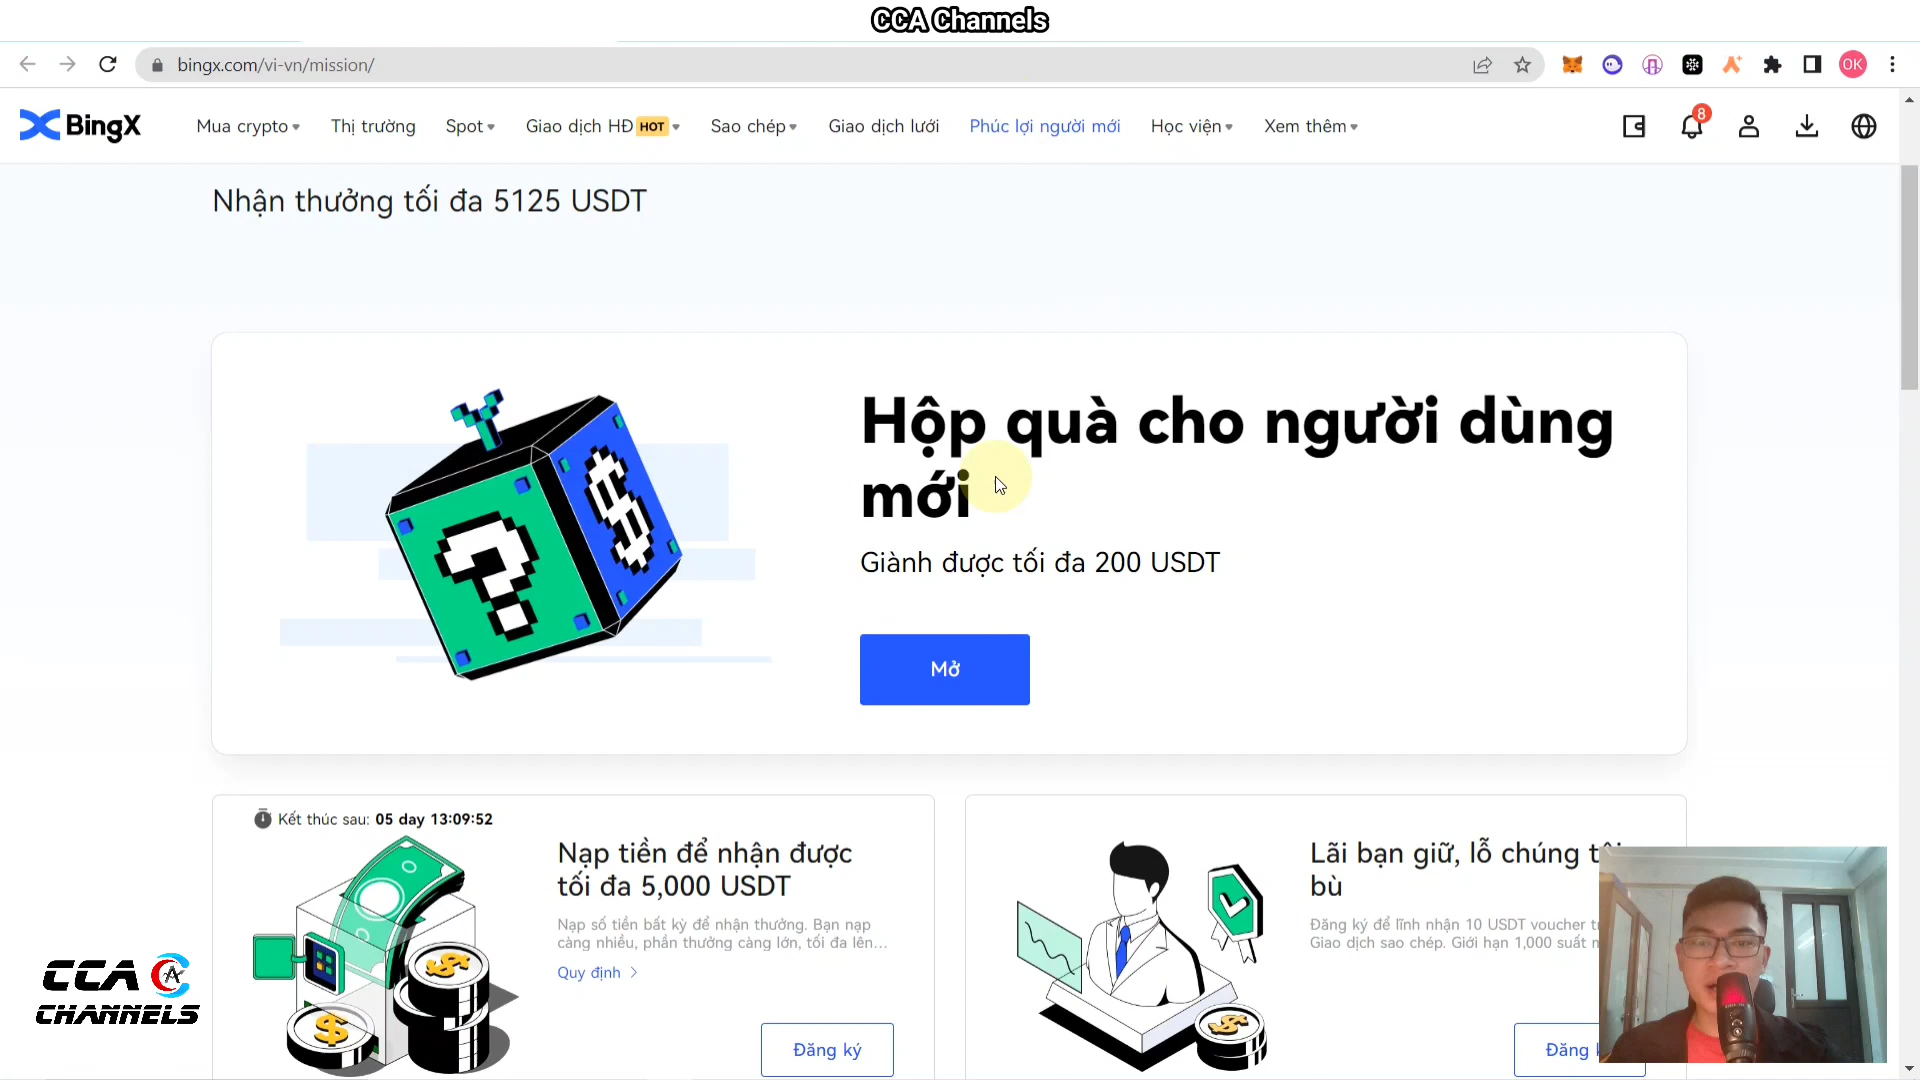 CCA Channels
bingx.com/vi-vn/mission/
OK
BingX
Mua crypto
Thị trường
Spot
Giao dịch HĐ HOT
Sao chép
Giao dịch lưới
Phúc lợi người mới
Học viện
Xem thêm
8
Nhận thưởng tối đa 5125 USDT
Hộp quà cho người dùng
mới
Giành được tối đa 200 USDT
Mở
Kết thúc sau: 05 day 13:09:52
Nạp tiền để nhận được
tối đa 5,000 USDT
Nạp số tiền bất kỳ để nhận thưởng. Bạn nạp
càng nhiều, phần thưởng càng lớn, tối đa lên...
Quy định
Đăng ký
Lãi bạn giữ, lỗ chúng tôi
bù
Đăng ký để lĩnh nhận 10 USDT voucher
Giao dịch sao chép. Giới hạn 1,000 suất
Đăng
CCA
CHANNELS